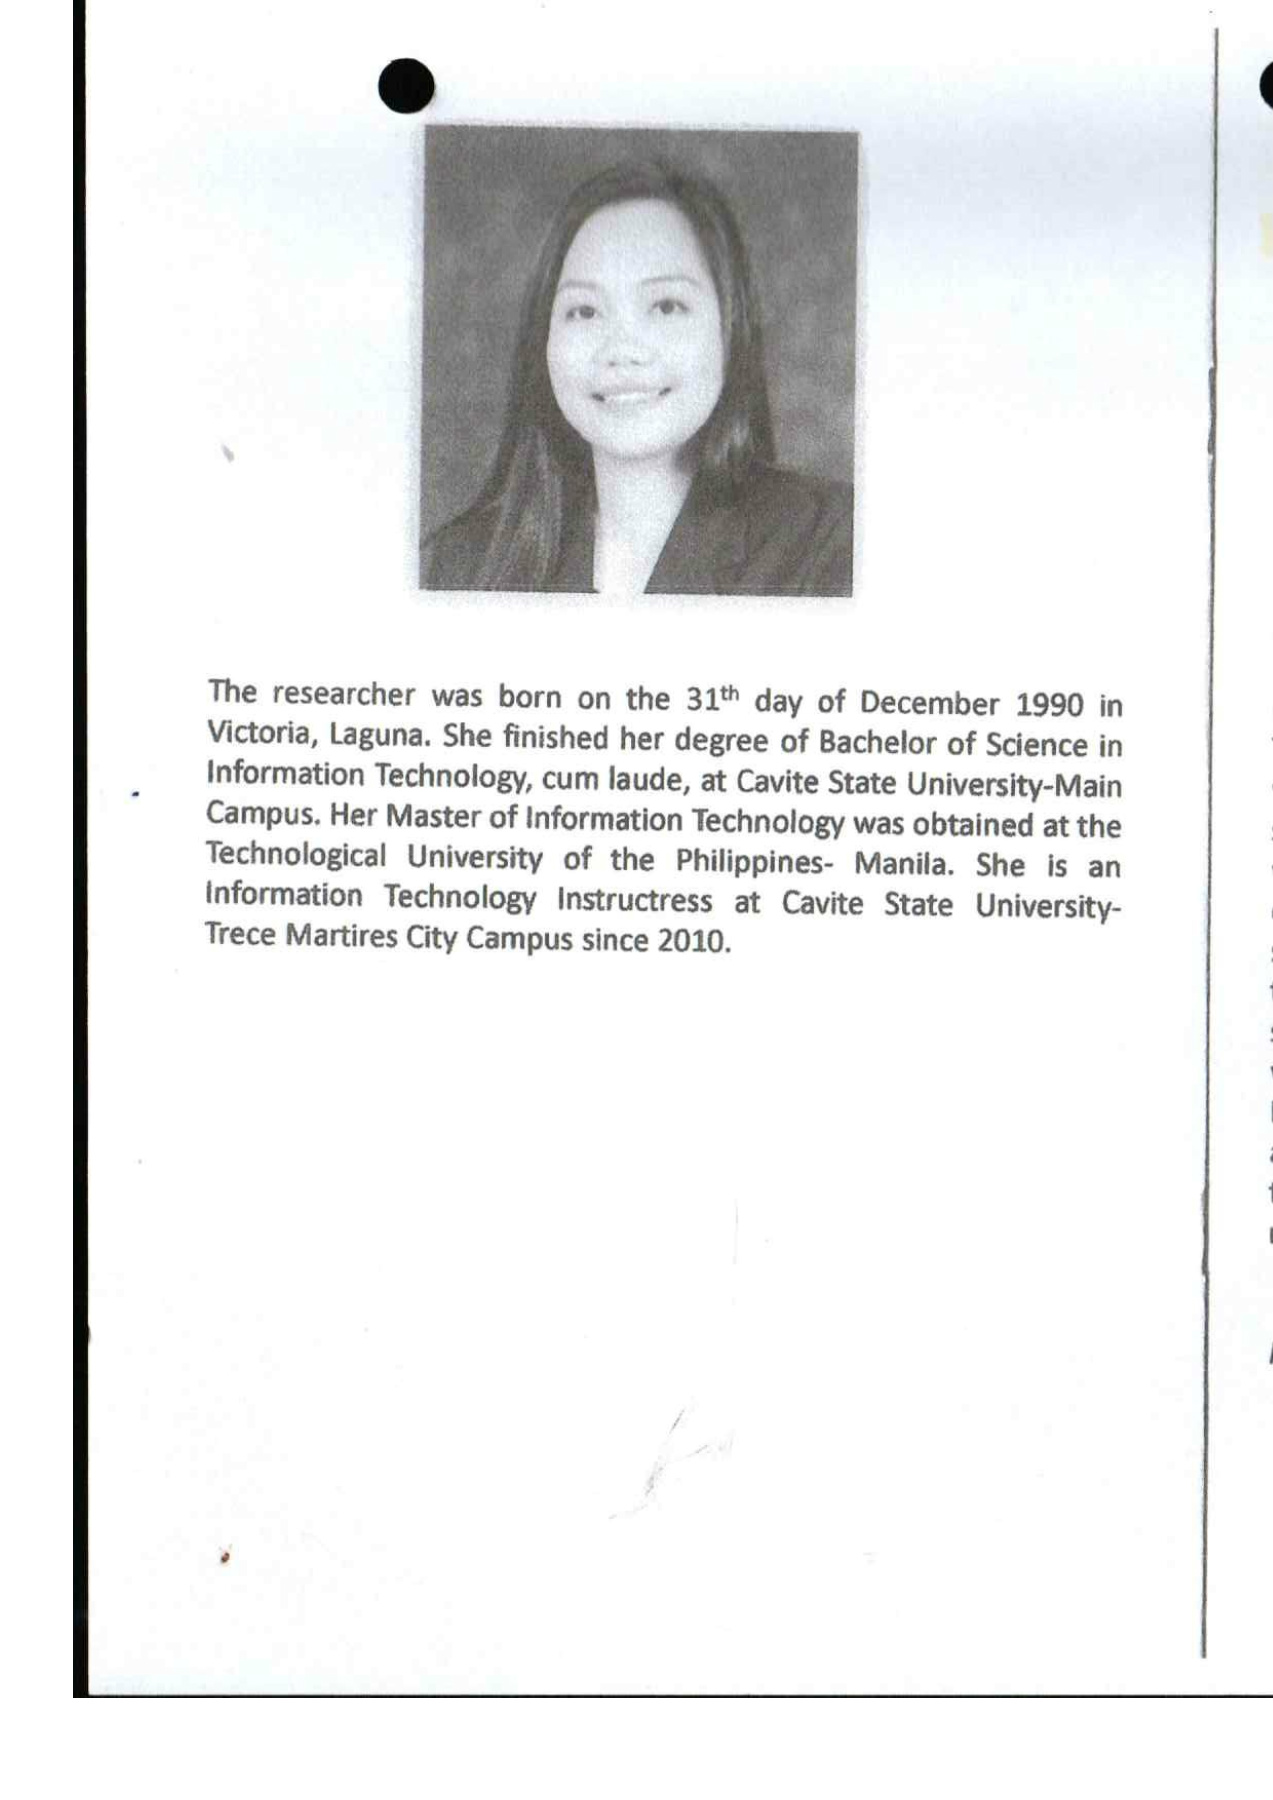 The researcher was born on the 31th day of December 1990 in
Victoria, Laguna. She finished her degree of Bachelor of Science in
Information Technology, cum laude, at Cavite State University-Main
Campus. Her Master of Information Technology was obtained at the
Technological University of the Philippines- Manila. She is an
Information Technology Instructress at Cavite State University-
Trece Martires City Campus since 2010.